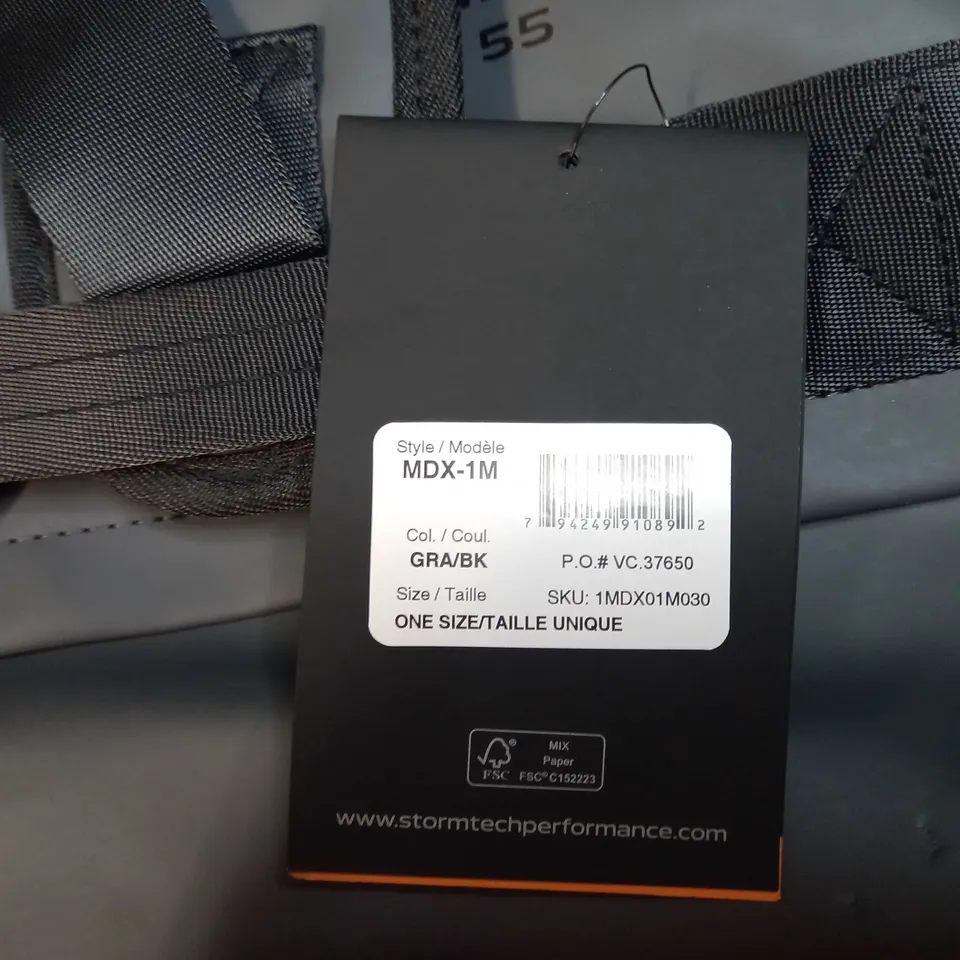 55
Style / Modèle
MDX-1M
7 94249 91089 2
Col. / Coul.
GRA/BK
P.O.# VC.37650
Size / Taille
SKU: 1MDX01M030
ONE SIZE/TAILLE UNIQUE
MIX
Paper
FSC® C152223
FSC
www.stormtechperformance.com